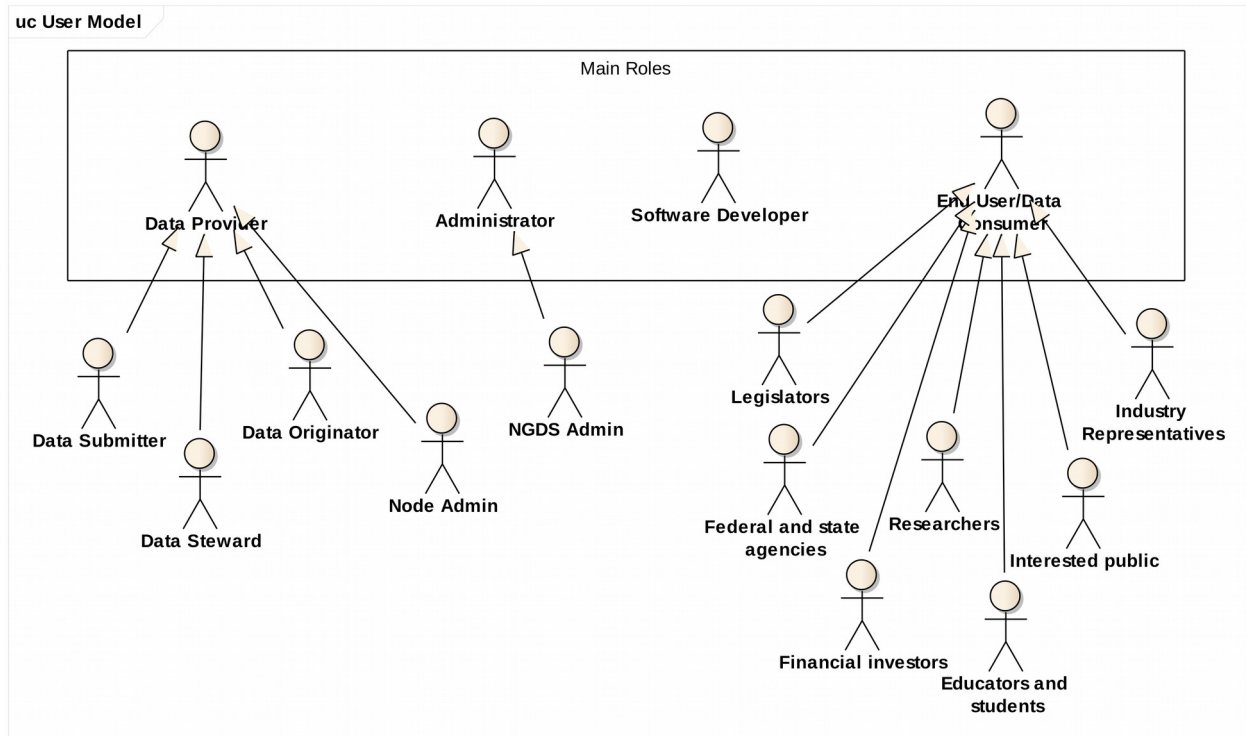 uc User Model
Main Roles
Data Provider
Administrator
Software Developer
End User/Data
Consumer
Data Submitter
Data Steward
Data Originator
Node Admin
NGDS Admin
Legislators
Federal and state
agencies
Financial investors
Researchers
Educators and
students
Interested public
Industry
Representatives